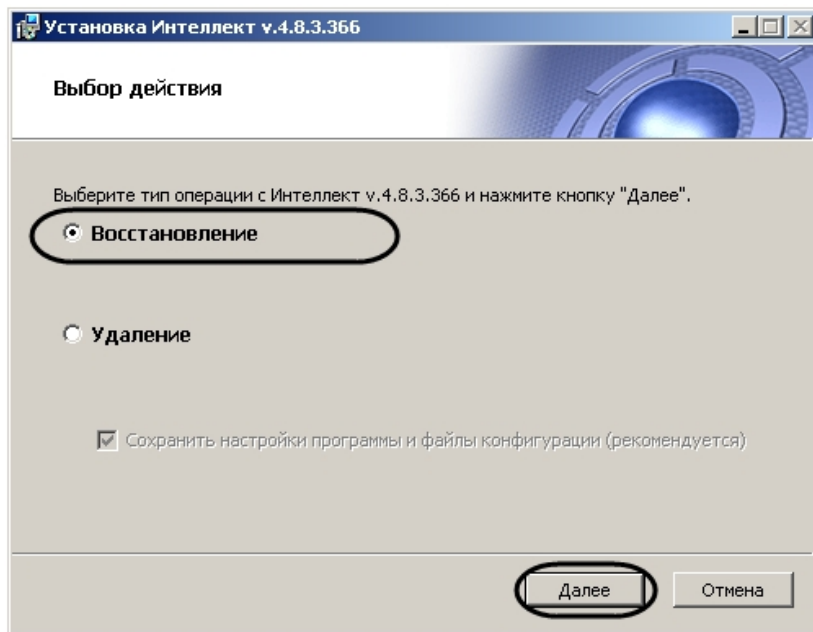 Установка Интеллект v.4.8.3.366
Выбор действия
Выберите тип операции с Интеллект v.4.8.3.366 и нажмите кнопку "Далее".
Восстановление
Удаление
Сохранить настройки программы и файлы конфигурации (рекомендуется)
Далее
Отмена